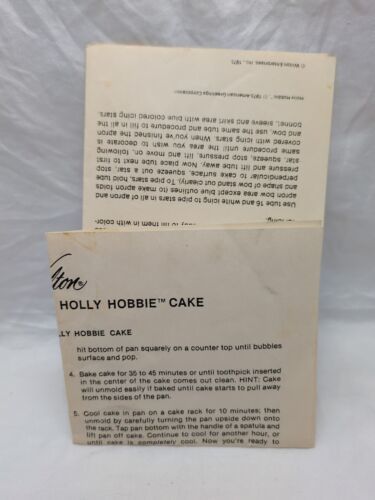 to fill them in with color-
Use tube 16 and white icing to pipe stars in all of apron and
apron bow area except blue outlines (to make apron folds
and shape of bow stand out clearly). To pipe stars, hold tube
perpendicular to cake surface, squeeze out a star, stop
pressure and lift tube away. Now place tube next to first
star, squeeze, stop pressure, lift and move on, following
same procedure until the area you wish to decorate is
covered with icing stars. When you've finished the apron
and bow, use the same tube and procedure to fill in all the
bonnet, and sleeve and skirt area with blue colored icing stars.
Holly Hobbie™, © 1975 American Greetings Corporation
© Wilton Enterprises, Inc., 1975
lton®
HOLLY HOBBIE™ CAKE
LLY HOBBIE CAKE
hit bottom of pan squarely on a counter top until bubbles
surface and pop.
4. Bake cake for 35 to 45 minutes or until toothpick inserted
in the center of the cake comes out clean. HINT: Cake
will unmold easily if baked until cake starts to pull away
from the sides of the pan.
5. Cool cake in pan on a cake rack for 10 minutes; then
unmold by carefully turning the pan upside down onto
the rack. Tap pan bottom with the handle of a spatula and
lift pan off cake. Continue to cool for another hour, or
until cake is completely cool. Now you're ready to